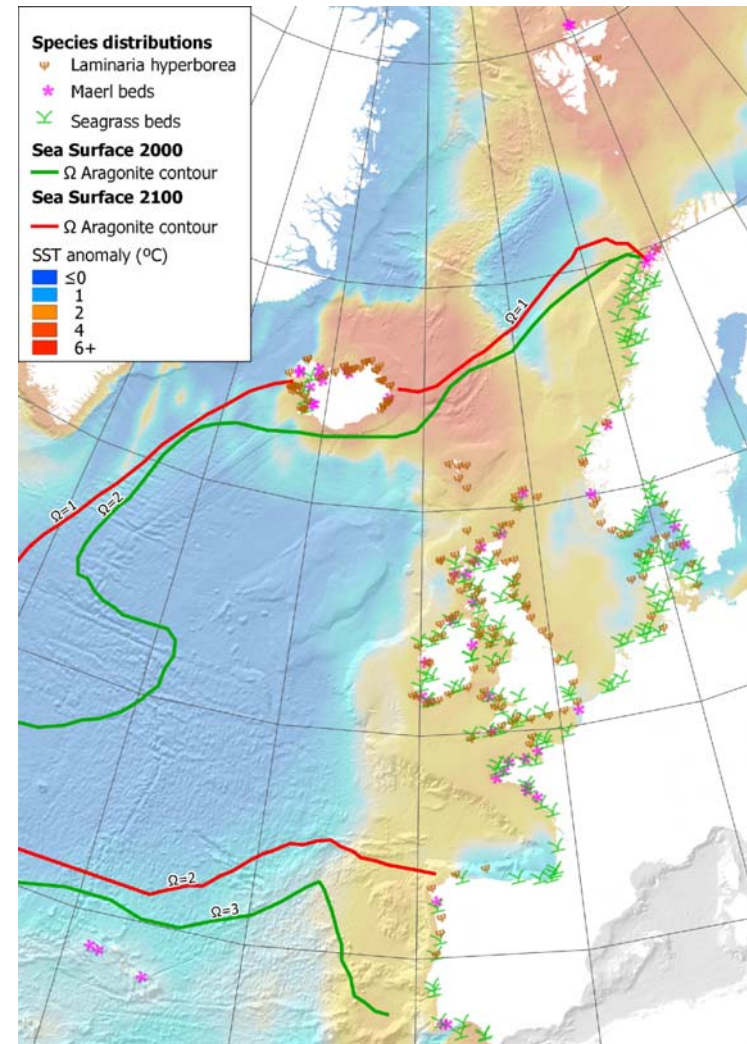 Species distributions
Laminaria hyperborea
Maerl beds
Seagrass beds
Sea Surface 2000
Ω Aragonite contour
Sea Surface 2100
Ω Aragonite contour
SST anomaly (ºC)
≤0
1
2
4
6+
Ω=1
Ω=1
Ω=2
Ω=2
Ω=3